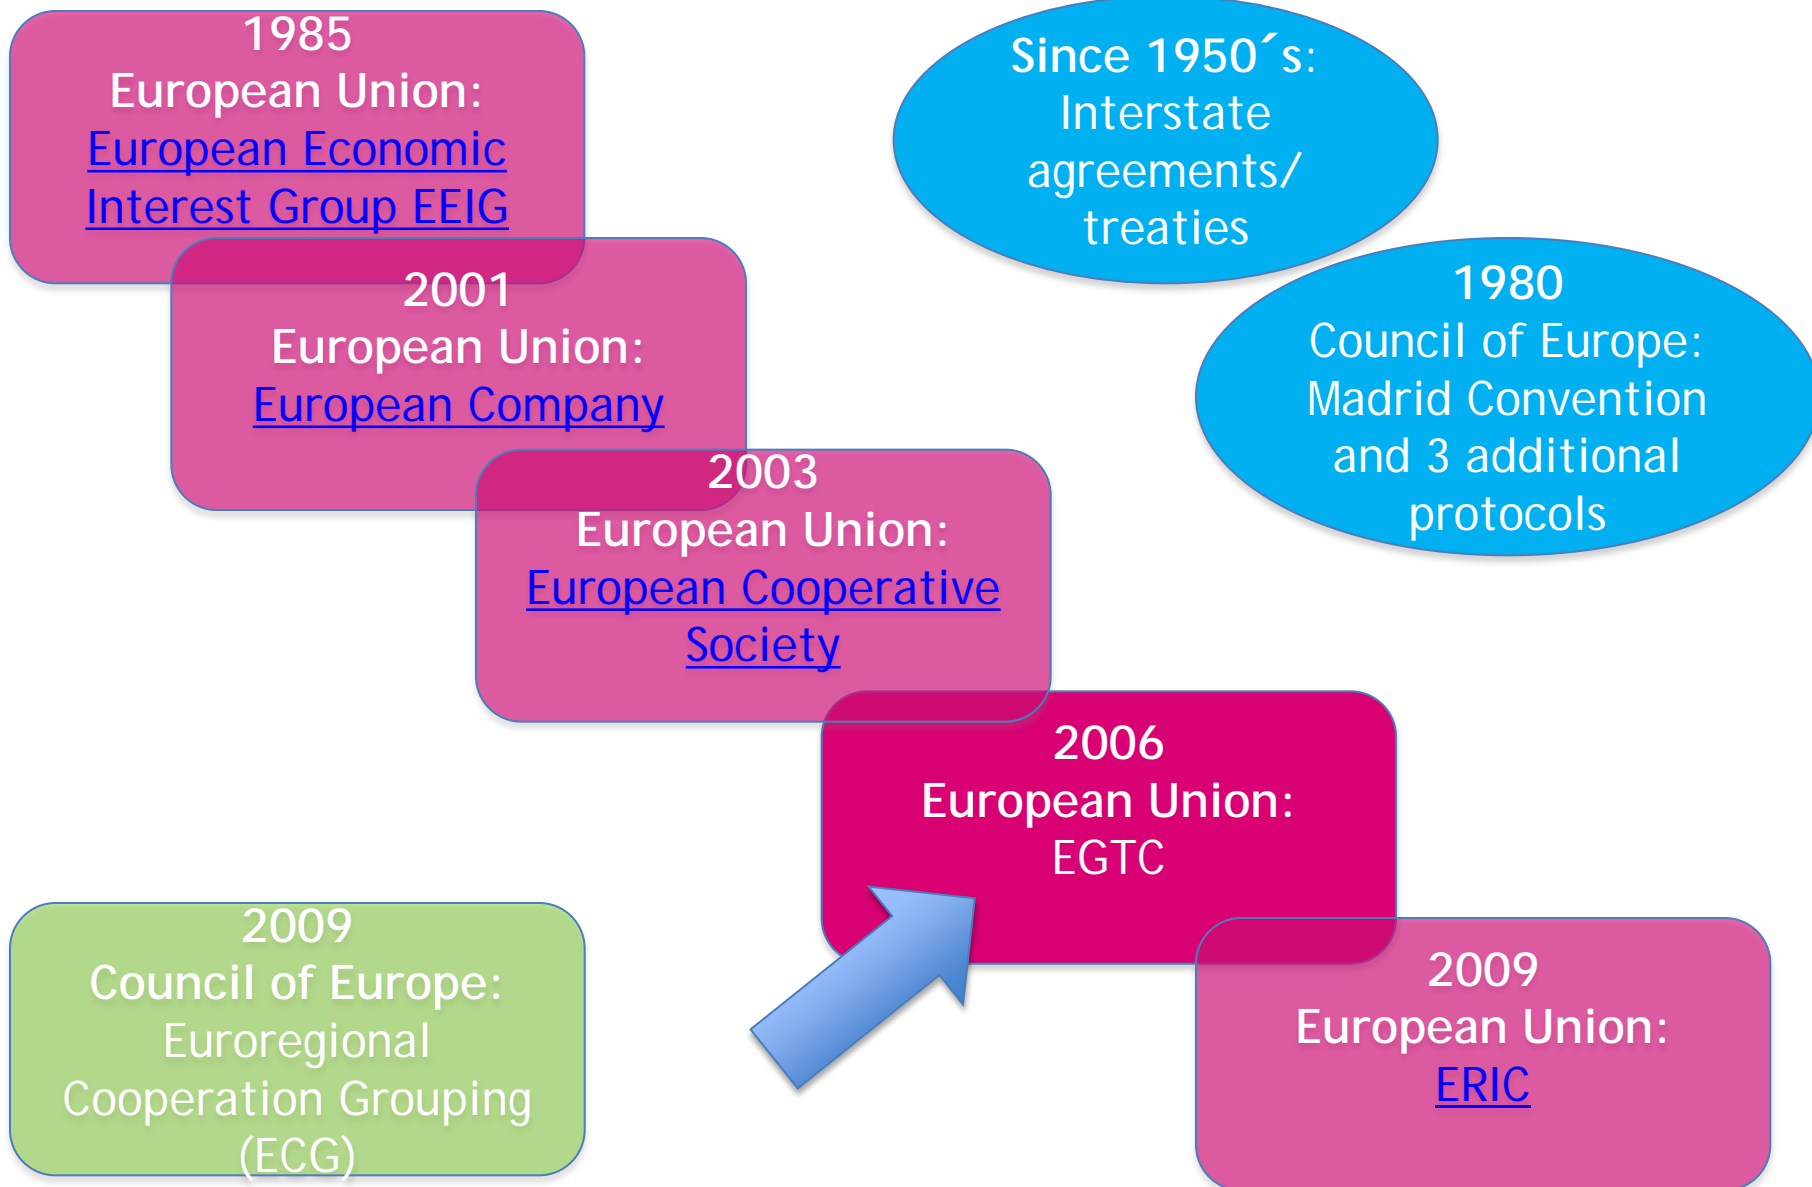 1985
European Union:
European Economic
Interest Group EEIG
2001
European Union:
European Company
2003
European Union:
European Cooperative
Society
2006
European Union:
EGTC
2009
European Union:
ERIC
Since 1950´s:
Interstate
agreements/
treaties
1980
Council of Europe:
Madrid Convention
and 3 additional
protocols
2009
Council of Europe:
Euroregional
Cooperation Grouping
(ECG)